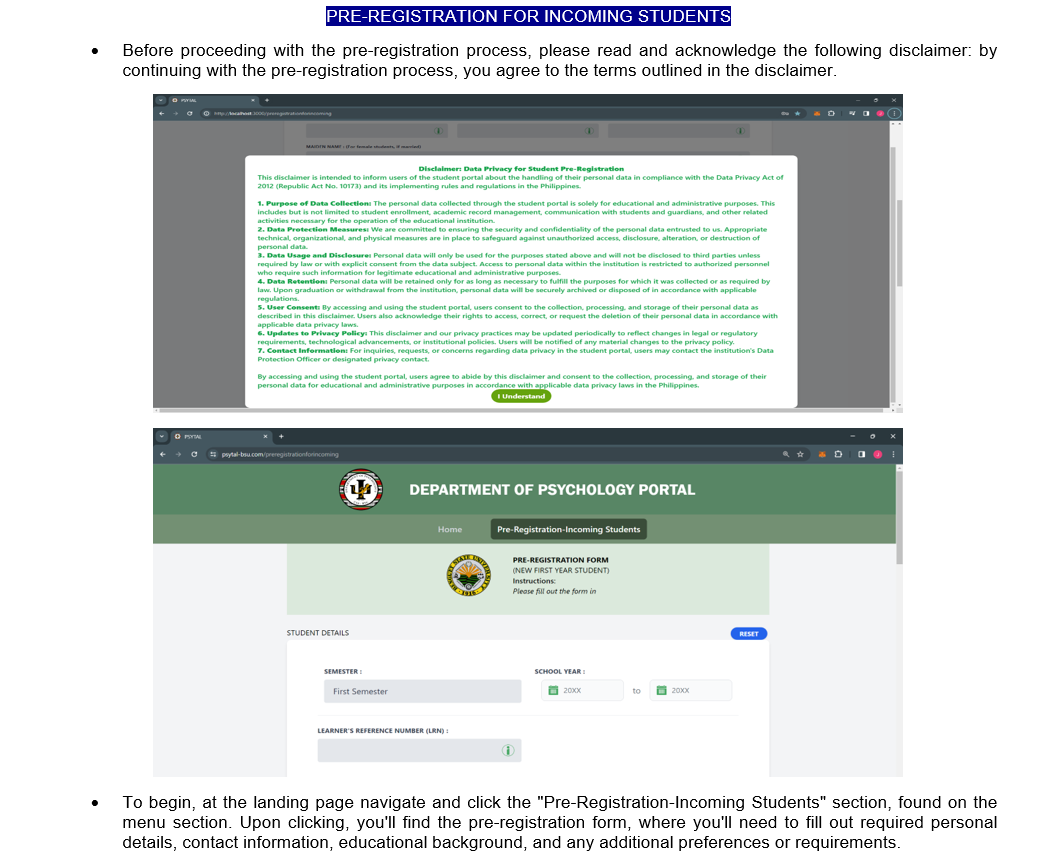 PRE-REGISTRATION FOR INCOMING STUDENTS
• Before proceeding with the pre-registration process, please read and acknowledge the following disclaimer: by
continuing with the pre-registration process, you agree to the terms outlined in the disclaimer.
PSYTAL
http://localhost:3000/preregistrationforincoming
MAIDEN NAME : (For female students, if married)
Disclaimer: Data Privacy for Student Pre-Registration
This disclaimer is intended to inform users of the student portal about the handling of their personal data in compliance with the Data Privacy Act of
2012 (Republic Act No. 10173) and its implementing rules and regulations in the Philippines.
1. Purpose of Data Collection: The personal data collected through the student portal is solely for educational and administrative purposes. This
includes but is not limited to student enrollment, academic record management, communication with students and guardians, and other related
activities necessary for the operation of the educational institution.
2. Data Protection Measures: We are committed to ensuring the security and confidentiality of the personal data entrusted to us. Appropriate
technical, organizational, and physical measures are in place to safeguard against unauthorized access, disclosure, alteration, or destruction of
personal data.
3. Data Usage and Disclosure: Personal data will only be used for the purposes stated above and will not be disclosed to third parties unless
required by law or with explicit consent from the data subject. Access to personal data within the institution is restricted to authorized personnel
who require such information for legitimate educational and administrative purposes.
4. Data Retention: Personal data will be retained only for as long as necessary to fulfill the purposes for which it was collected or as required by
law. Upon graduation or withdrawal from the institution, personal data will be securely archived or disposed of in accordance with applicable
regulations.
5. User Consent: By accessing and using the student portal, users consent to the collection, processing, and storage of their personal data as
described in this disclaimer. Users also acknowledge their rights to access, correct, or request the deletion of their personal data in accordance with
applicable data privacy laws.
6. Updates to Privacy Policy: This disclaimer and our privacy practices may be updated periodically to reflect changes in legal or regulatory
requirements, technological advancements, or institutional policies. Users will be notified of any material changes to the privacy policy.
7. Contact Information: For inquiries, requests, or concerns regarding data privacy in the student portal, users may contact the institution's Data
Protection Officer or designated privacy contact.
By accessing and using the student portal, users agree to abide by this disclaimer and consent to the collection, processing, and storage of their
personal data for educational and administrative purposes in accordance with applicable data privacy laws in the Philippines.
I Understand
PSYTAL
psytal-bsu.com/preregistrationforincoming
DEPARTMENT OF PSYCHOLOGY PORTAL
Home
Pre-Registration-Incoming Students
PRE-REGISTRATION FORM
(NEW FIRST YEAR STUDENT)
Instructions:
Please fill out the form in
STUDENT DETAILS
RESET
SEMESTER :
SCHOOL YEAR :
First Semester
20XX to 20XX
LEARNER'S REFERENCE NUMBER (LRN) :
• To begin, at the landing page navigate and click the "Pre-Registration-Incoming Students" section, found on the
menu section. Upon clicking, you'll find the pre-registration form, where you'll need to fill out required personal
details, contact information, educational background, and any additional preferences or requirements.